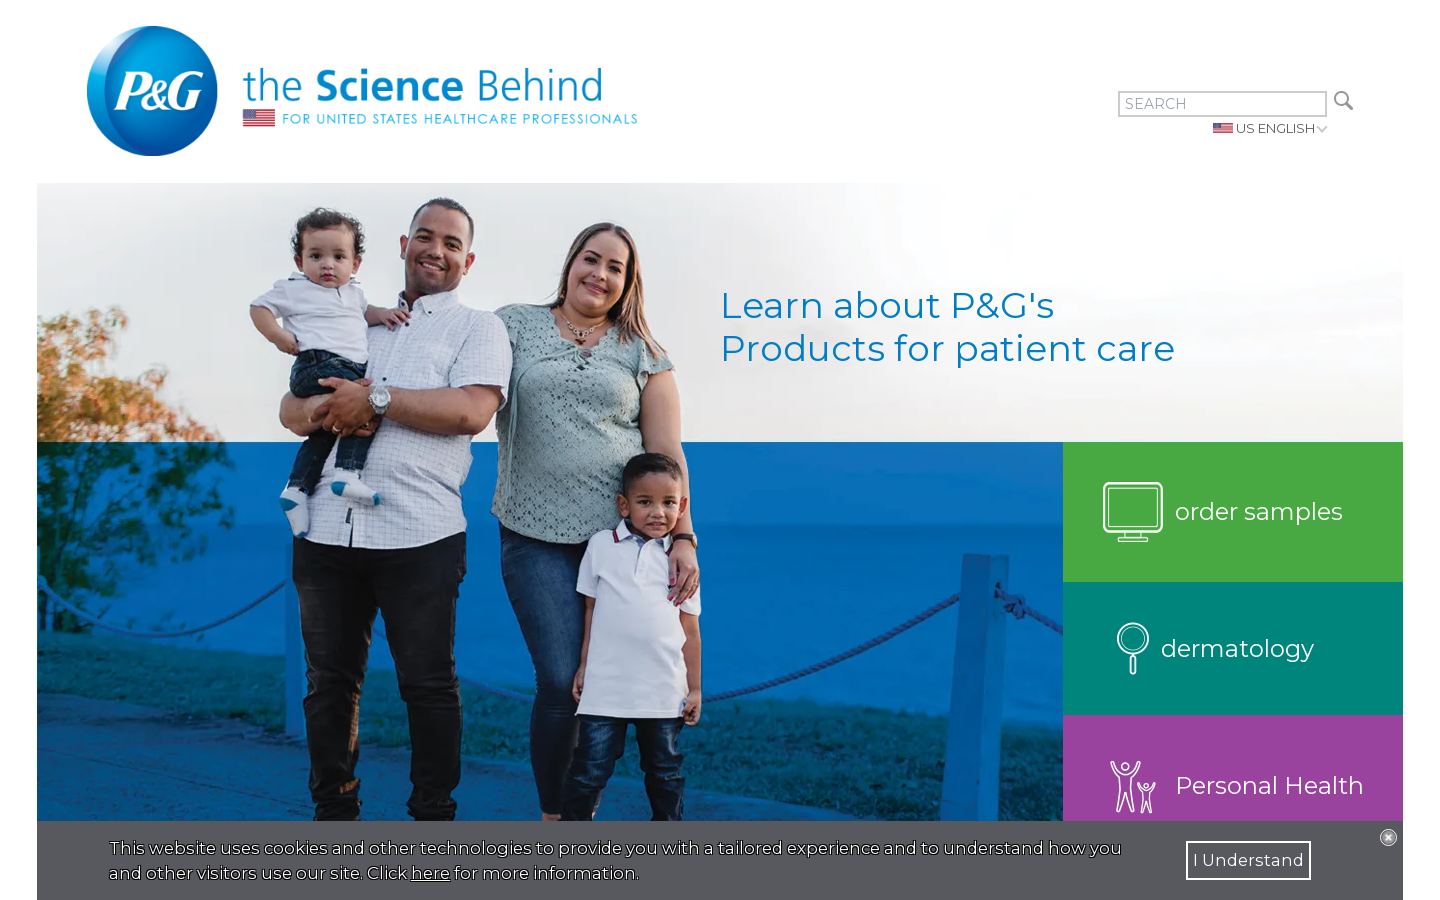 P&G
the Science Behind
FOR UNITED STATES HEALTHCARE PROFESSIONALS
SEARCH
US ENGLISH
Learn about P&G's
Products for patient care
order samples
dermatology
Personal Health
This website uses cookies and other technologies to provide you with a tailored experience and to understand how you
and other visitors use our site. Click here for more information.
I Understand